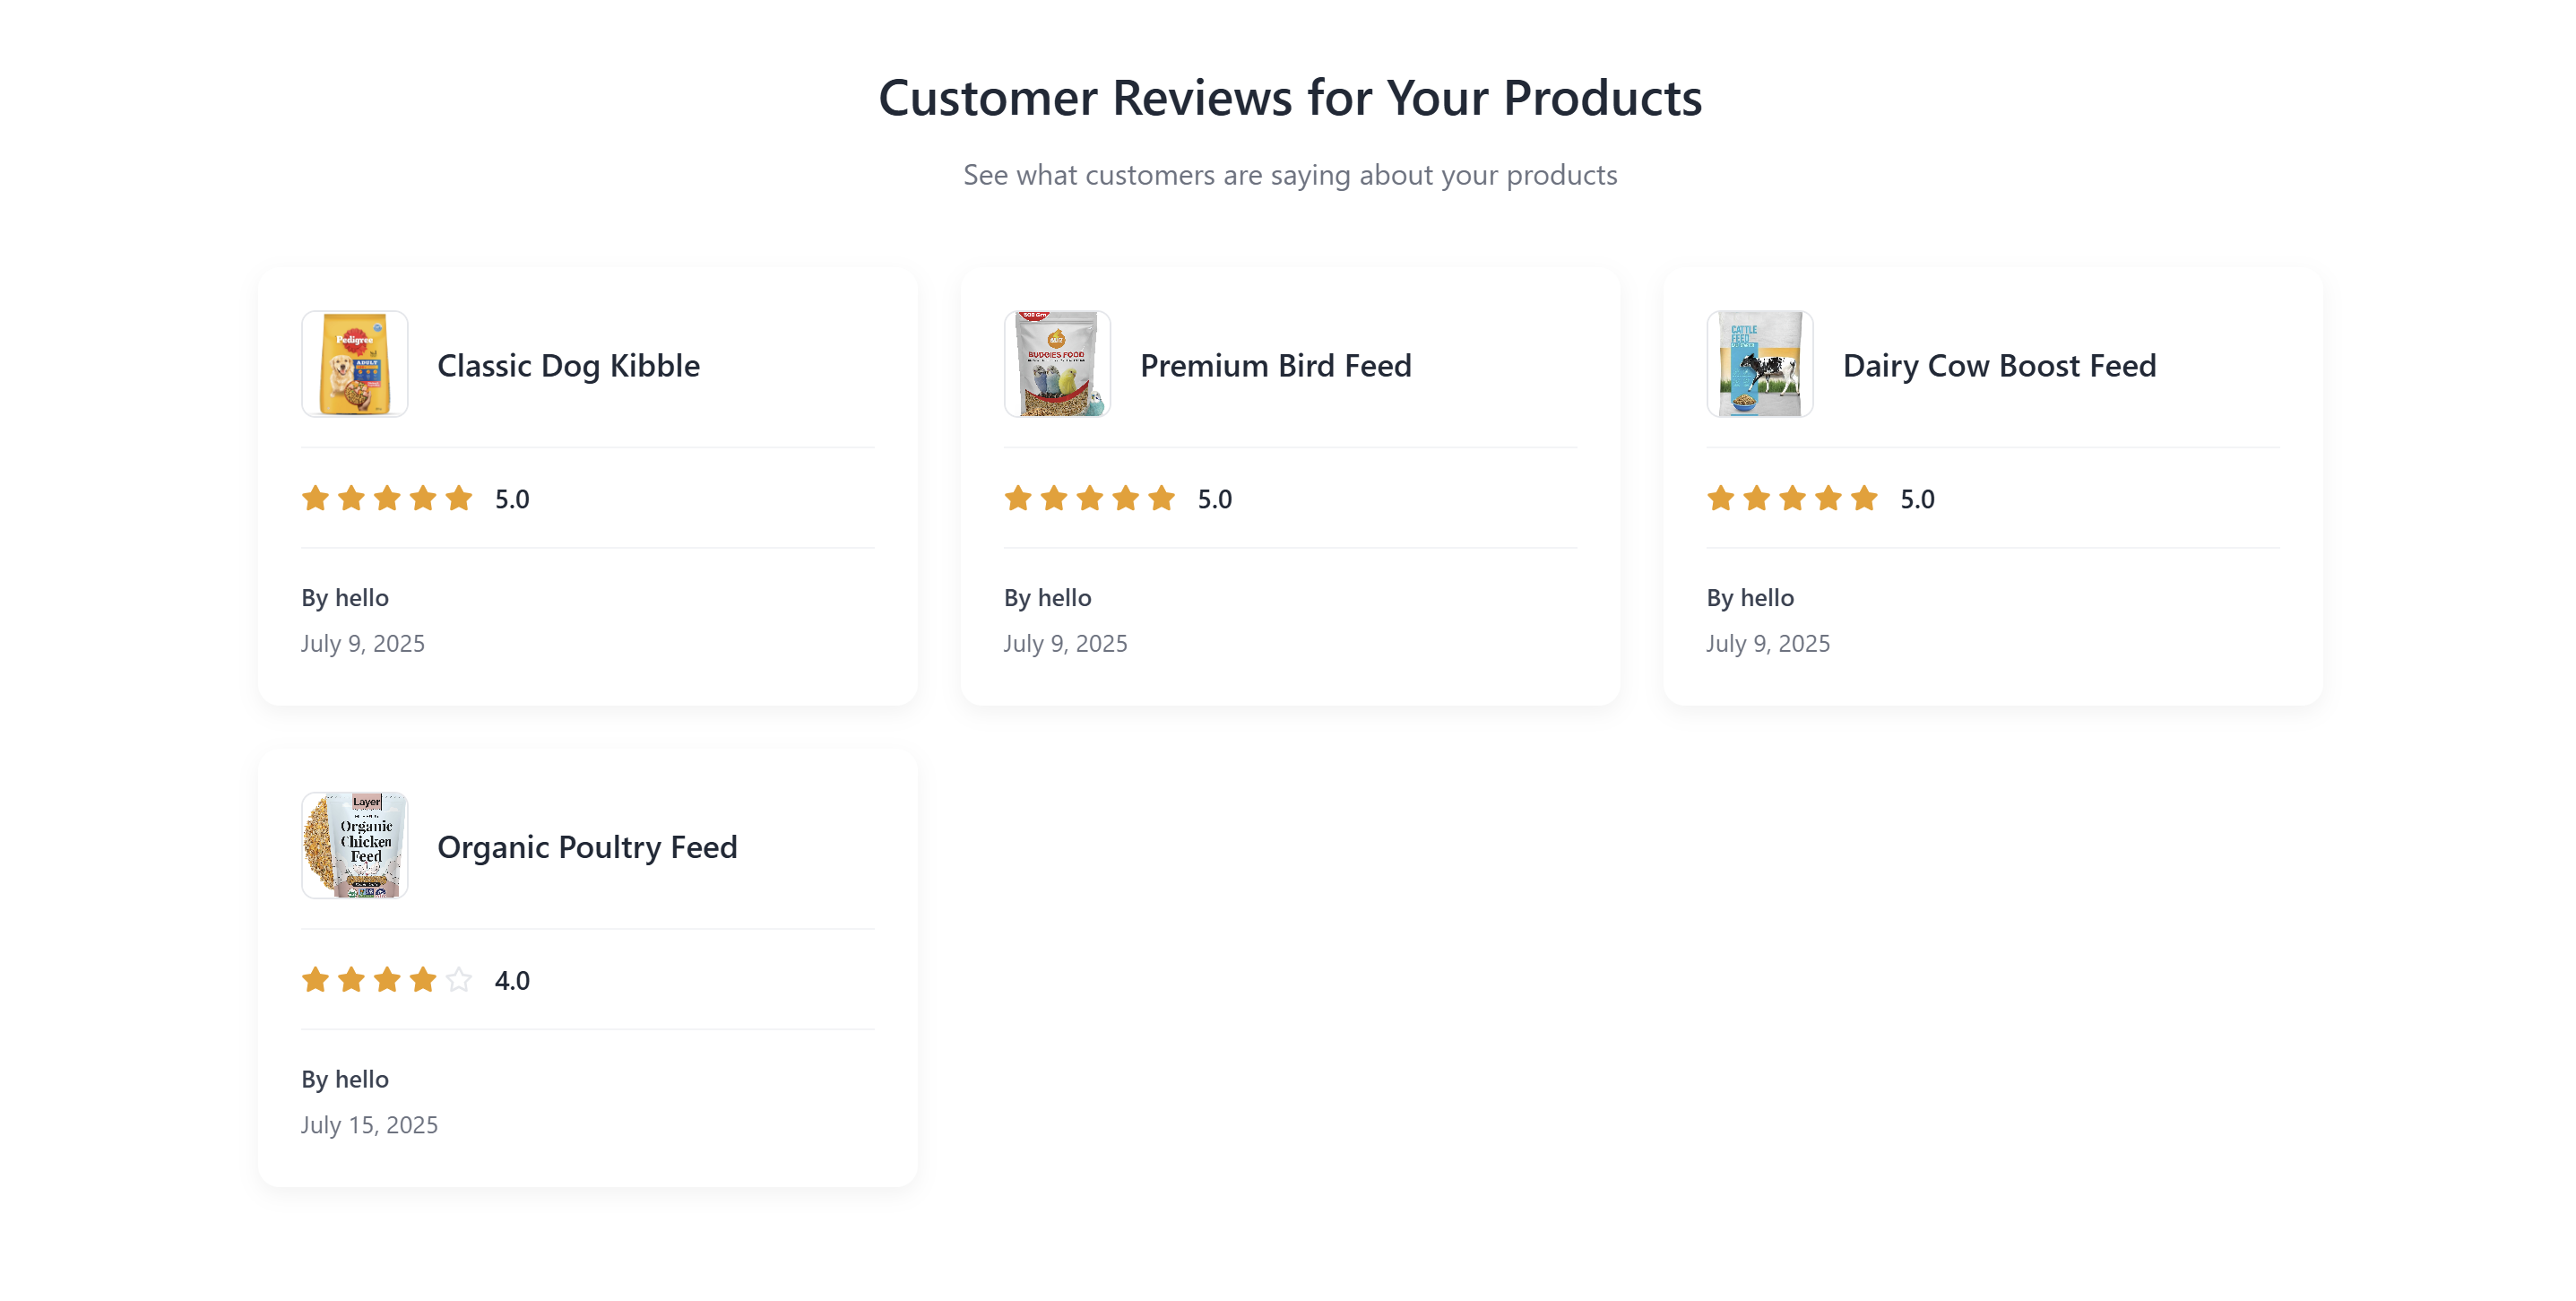 Customer Reviews for Your Products
See what customers are saying about your products
Pedigree
ADULT
Classic Dog Kibble
5.0
By hello
July 9, 2025
500 Gm
BUDGIES FOOD
Premium Bird Feed
5.0
By hello
July 9, 2025
CATTLE
FEED
Dairy Cow Boost Feed
5.0
By hello
July 9, 2025
Layer
Organic
Chicken
Feed
Organic Poultry Feed
4.0
By hello
July 15, 2025